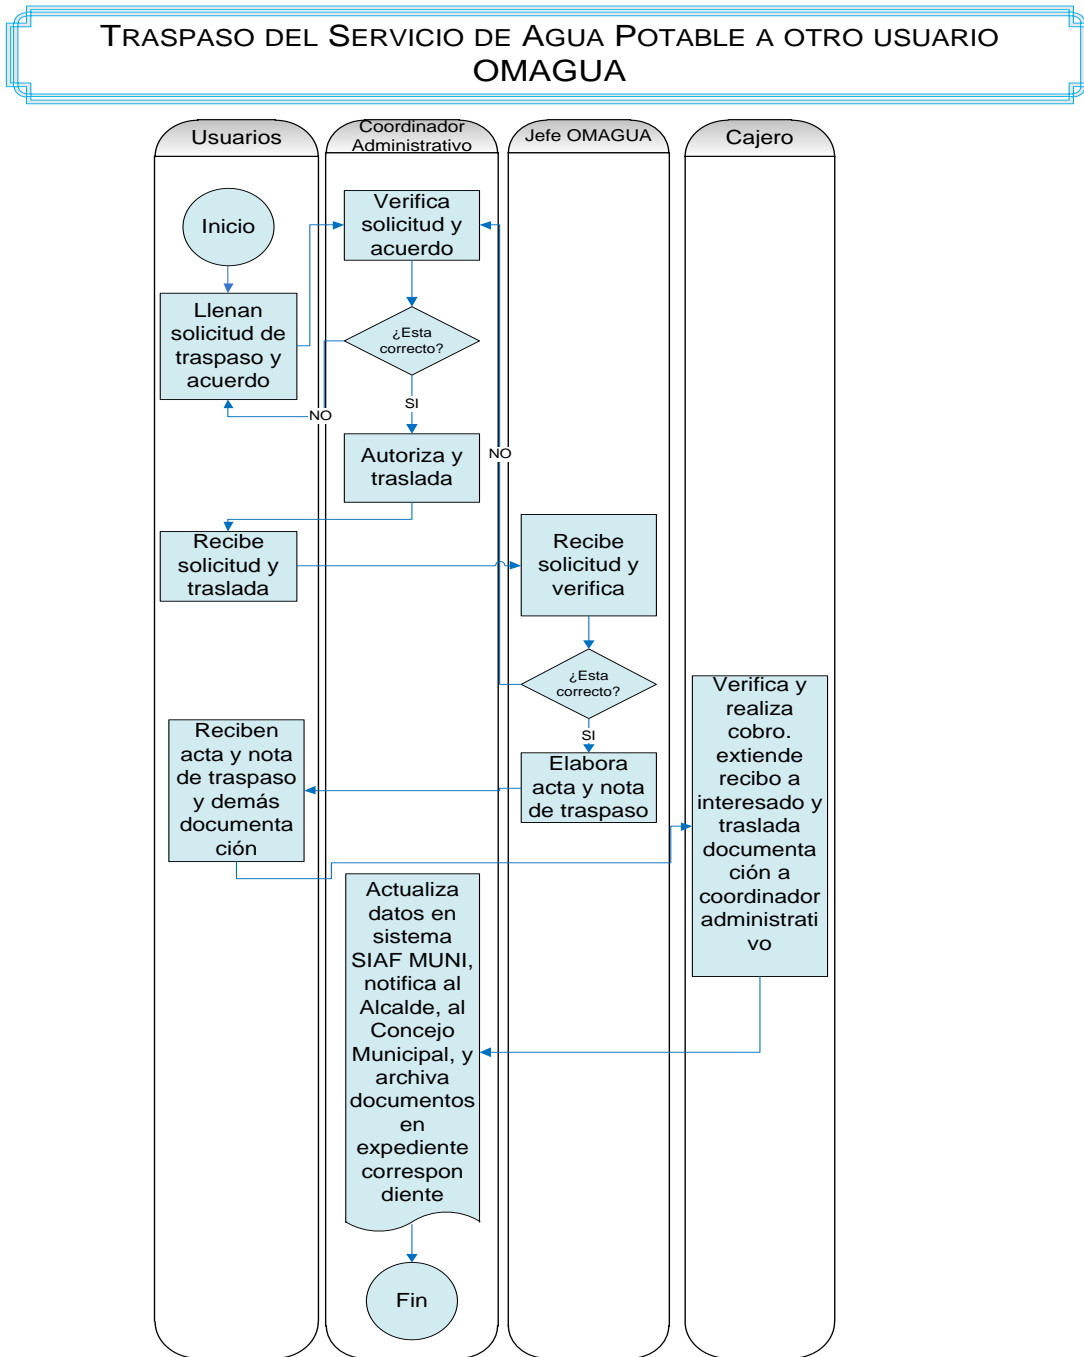 TRASPASO DEL SERVICIO DE AGUA POTABLE A OTRO USUARIO
OMAGUA
Usuarios
Coordinador
Administrativo
Jefe OMAGUA
Cajero
Inicio
Verifica
solicitud y
acuerdo
Llenan
solicitud de
traspaso y
acuerdo
¿Esta
correcto?
NO
SI
Autoriza y
traslada
NO
Recibe
solicitud y
traslada
Recibe
solicitud y
verifica
¿Esta
correcto?
SI
Elabora
acta y nota
de traspaso
Reciben
acta y nota
de traspaso
y demás
documenta
ción
Verifica y
realiza
cobro.
extiende
recibo a
interesado y
traslada
documenta
ción a
coordinador
administrati
vo
Actualiza
datos en
sistema
SIAF MUNI,
notifica al
Alcalde, al
Concejo
Municipal, y
archiva
documentos
en
expediente
correspon
diente
Fin